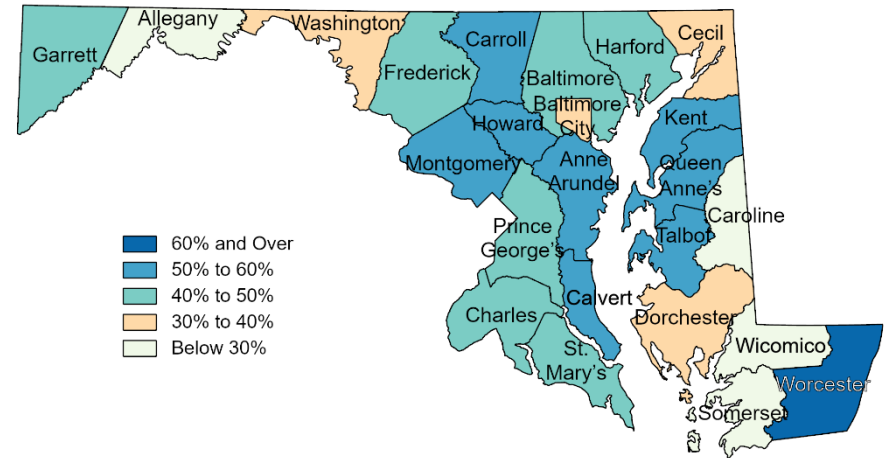 Garrett
Allegany
Washington
Frederick
Carroll
Baltimore
Harford
Cecil
Baltimore
City
Howard
Montgomery
Anne
Arundel
Kent
Queen
Anne's
Caroline
Talbot
Prince
George's
Calvert
Charles
St.
Mary's
Dorchester
Wicomico
Worcester
Somerset
60% and Over
50% to 60%
40% to 50%
30% to 40%
Below 30%